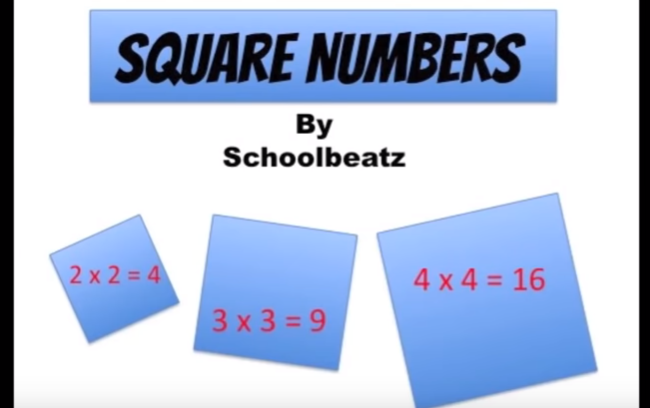 SQUARE NUMBERS
By
Schoolbeatz
2 x 2 = 4
3 x 3 = 9
4 x 4 = 16